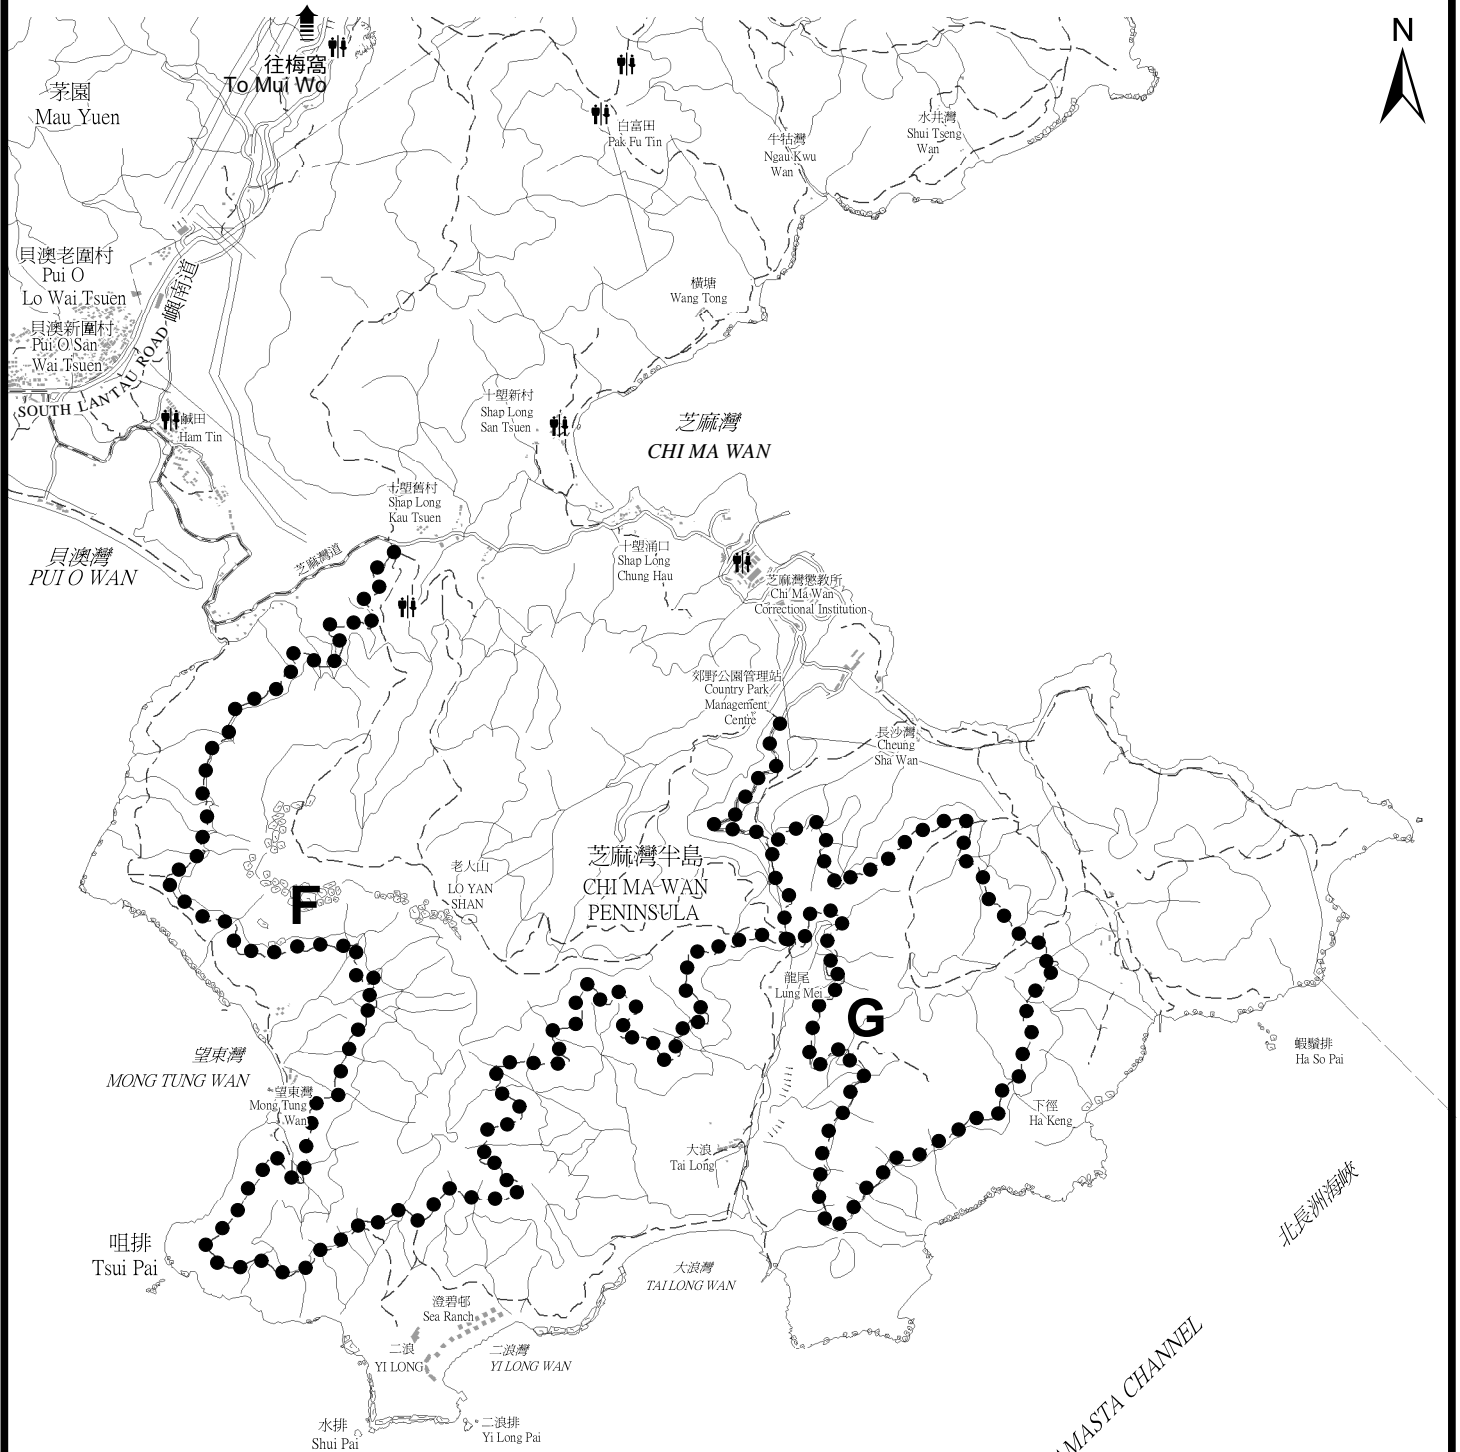 N
往梅窩
To Mui Wo
茅園
Mau Yuen
白富田
Pak Fu Tin
水井灣
Shui Tseng
Wan
牛牯灣
Ngau Kwu
Wan
貝澳老圍村
Pui O
Lo Wai Tsuen
橫塘
Wang Tong
貝澳新圍村
Pui O San
Wai Tsuen
SOUTH LANTAU ROAD 嶼南道
鹹田
Ham Tin
十塱新村
Shap Long
San Tsuen
芝麻灣
CHI MA WAN
十塱舊村
Shap Long
Kau Tsuen
貝澳灣
PUI O WAN
芝麻灣道
十塱涌口
Shap Long
Chung Hau
芝麻灣懲教所
Chi Ma Wan
Correctional Institution
郊野公園管理站
Country Park
Management
Centre
長沙灣
Cheung
Sha Wan
老人山
LO YAN
SHAN
芝麻灣半島
CHI MA WAN
PENINSULA
F
龍尾
Lung Mei
G
望東灣
MONG TUNG WAN
望東灣
Mong Tung
Wan
蝦鬚排
Ha So Pai
下徑
Ha Keng
大浪
Tai Long
咀排
Tsui Pai
大浪灣
TAI LONG WAN
北長洲海峽
澄碧邨
Sea Ranch
二浪
YI LONG
二浪灣
YI LONG WAN
水排
Shui Pai
二浪排
Yi Long Pai
AMASTA CHANNEL